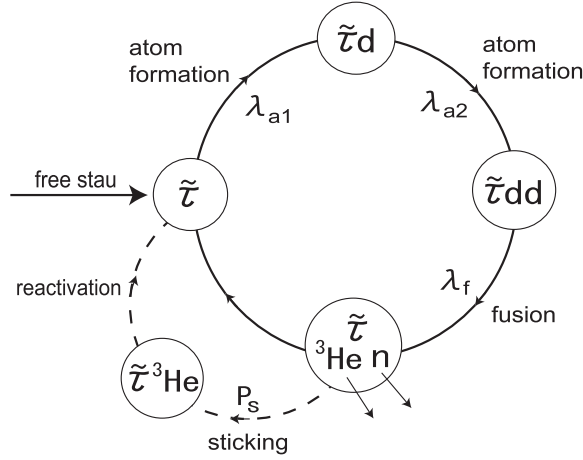 atom
formation
τ̃d
atom
formation
λa1
λa2
free stau
τ̃
τ̃dd
reactivation
λf
fusion
τ̃
³He n
τ̃ ³He
Ps
sticking